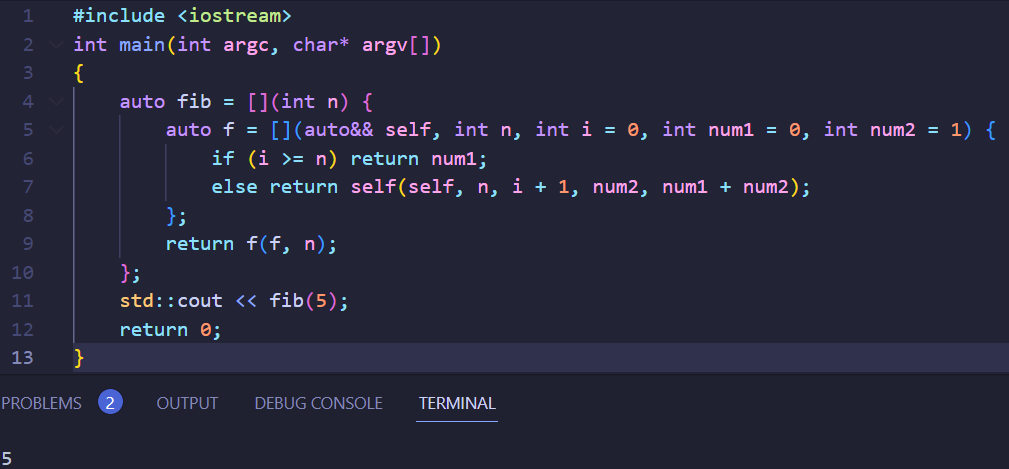 1 #include <iostream>
2 int main(int argc, char* argv[])
3 {
4     auto fib = [](int n) {
5         auto f = [](auto&& self, int n, int i = 0, int num1 = 0, int num2 = 1) {
6             if (i >= n) return num1;
7             else return self(self, n, i + 1, num2, num1 + num2);
8         };
9         return f(f, n);
10     };
11     std::cout << fib(5);
12     return 0;
13 }
PROBLEMS 2 OUTPUT DEBUG CONSOLE TERMINAL
5